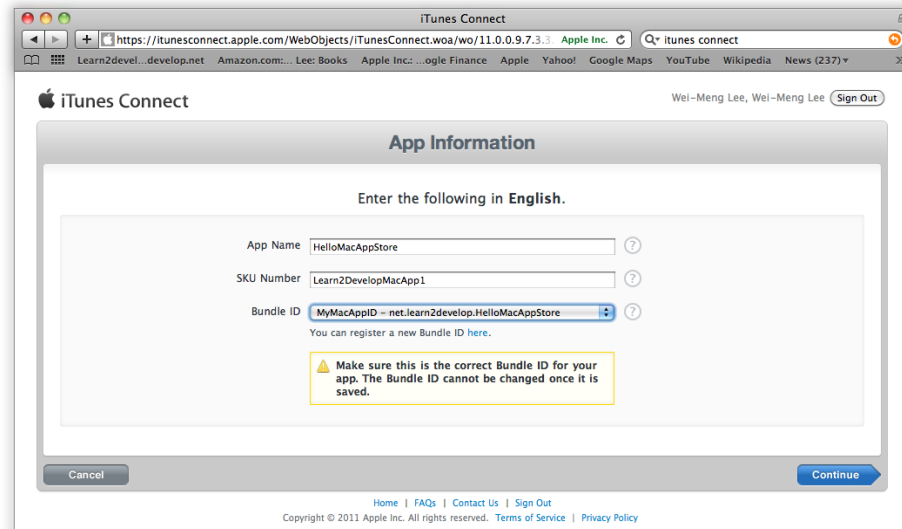 iTunes Connect
https://itunesconnect.apple.com/WebObjects/iTunesConnect.woa/wo/11.0.0.9.7.3.3. Apple Inc. itunes connect
Learn2devel...develop.net Amazon.com:... Lee: Books Apple Inc.: ...ogle Finance Apple Yahoo! Google Maps YouTube Wikipedia News (237)
iTunes Connect
Wei-Meng Lee, Wei-Meng Lee Sign Out
App Information
Enter the following in English.
App Name HelloMacAppStore ?
SKU Number Learn2DevelopMacApp1 ?
Bundle ID MyMacAppID - net.learn2develop.HelloMacAppStore ?
You can register a new Bundle ID here.
Make sure this is the correct Bundle ID for your
app. The Bundle ID cannot be changed once it is
saved.
Cancel Continue
Home | FAQs | Contact Us | Sign Out
Copyright © 2011 Apple Inc. All rights reserved. Terms of Service | Privacy Policy